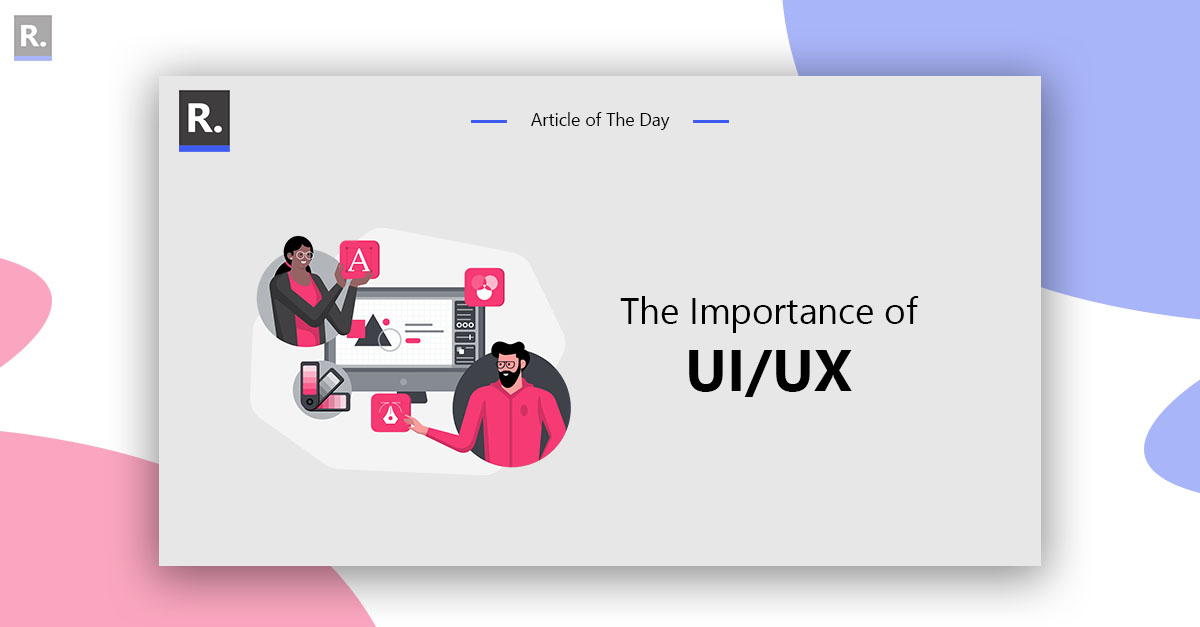 R.
R.
Article of The Day
A
The Importance of
UI/UX